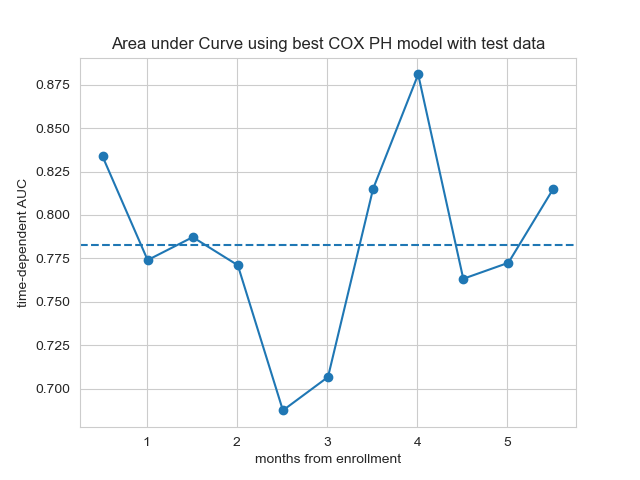 Area under Curve using best COX PH model with test data
time-dependent AUC
0.875
0.850
0.825
0.800
0.775
0.750
0.725
0.700
1 2 3 4 5
months from enrollment